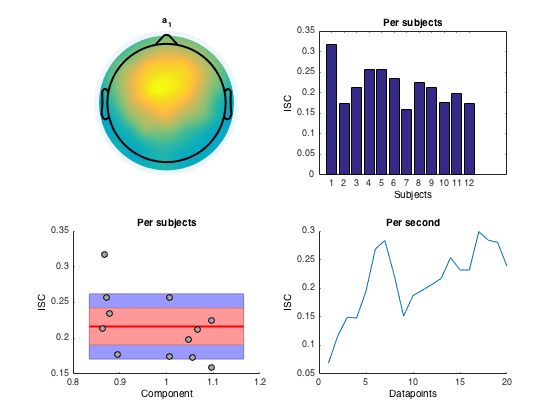 a1
Per subjects
0.35
0.3
0.25
0.2
0.15
0.1
0.05
0
ISC
1 2 3 4 5 6 7 8 9 10 11 12
Subjects
Per subjects
0.35
0.3
0.25
0.2
0.15
ISC
0.8 0.9 1 1.1 1.2
Component
Per second
0.3
0.25
0.2
0.15
0.1
0.05
ISC
0 5 10 15 20
Datapoints